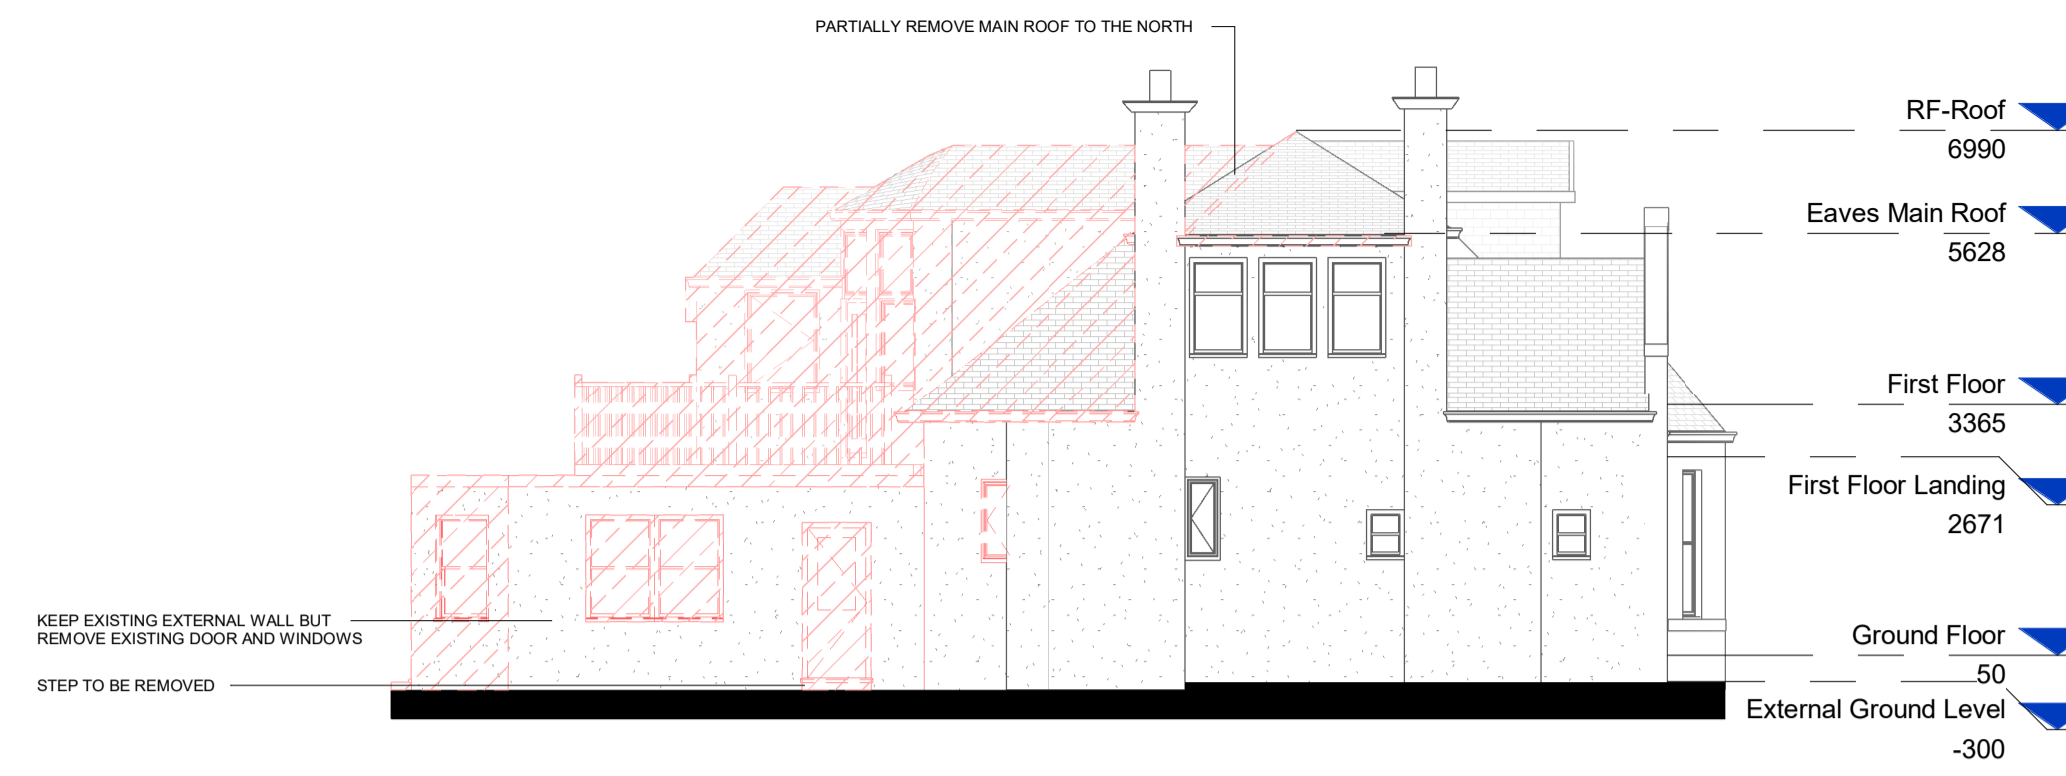 PARTIALLY REMOVE MAIN ROOF TO THE NORTH
RF-Roof
6990
Eaves Main Roof
5628
First Floor
3365
First Floor Landing
2671
KEEP EXISTING EXTERNAL WALL BUT
REMOVE EXISTING DOOR AND WINDOWS
Ground Floor
50
STEP TO BE REMOVED
External Ground Level
-300